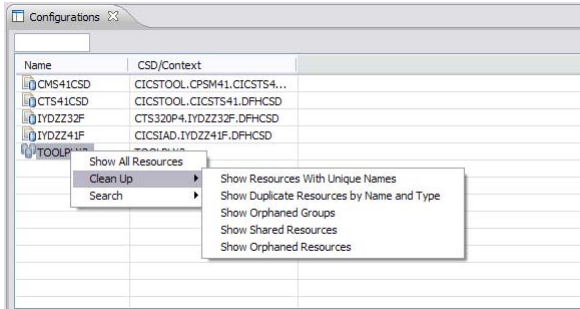 Configurations
Name CSD/Context
CMS41CSD CICSTOOL.CPSM41.CICSTS4...
CTS41CSD CICSTOOL.CICSTS41.DFHCSD
IYDZZ32F CTS320P4.IYDZZ32F.DFHCSD
IYDZZ41F CICSIAD.IYDZZ41F.DFHCSD
Show All Resources
Clean Up
Search
Show Resources With Unique Names
Show Duplicate Resources by Name and Type
Show Orphaned Groups
Show Shared Resources
Show Orphaned Resources